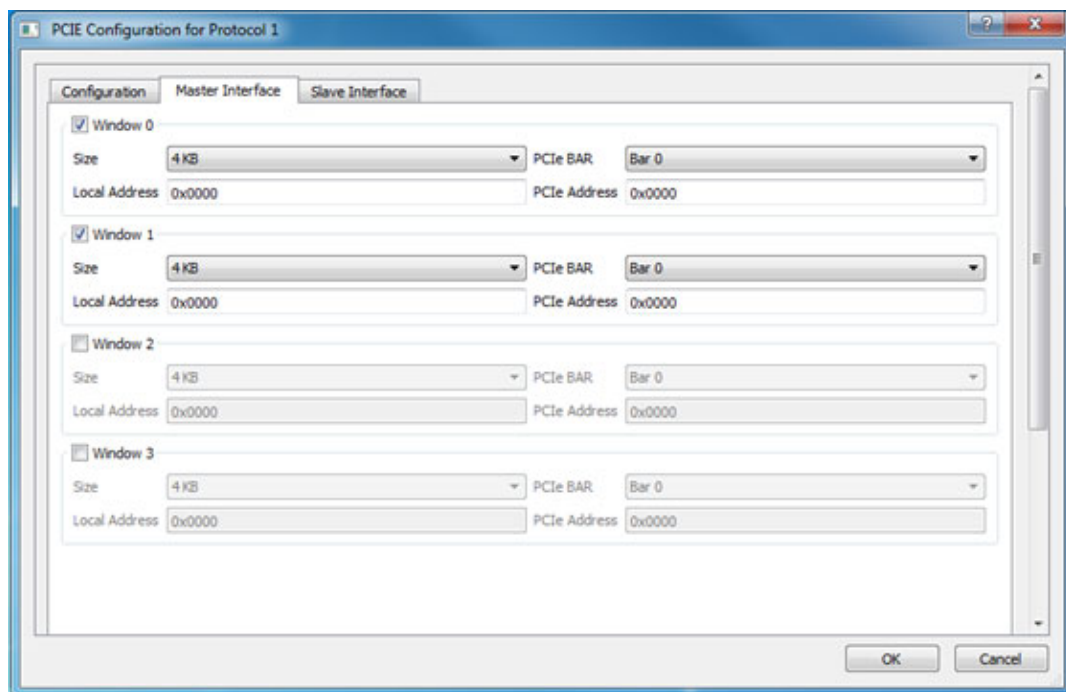 PCIE Configuration for Protocol 1
Configuration Master Interface Slave Interface
Window 0
Size 4 KB PCIe BAR Bar 0
Local Address 0x0000 PCIe Address 0x0000
Window 1
Size 4 KB PCIe BAR Bar 0
Local Address 0x0000 PCIe Address 0x0000
Window 2
Size 4 KB PCIe BAR Bar 0
Local Address 0x0000 PCIe Address 0x0000
Window 3
Size 4 KB PCIe BAR Bar 0
Local Address 0x0000 PCIe Address 0x0000
OK Cancel